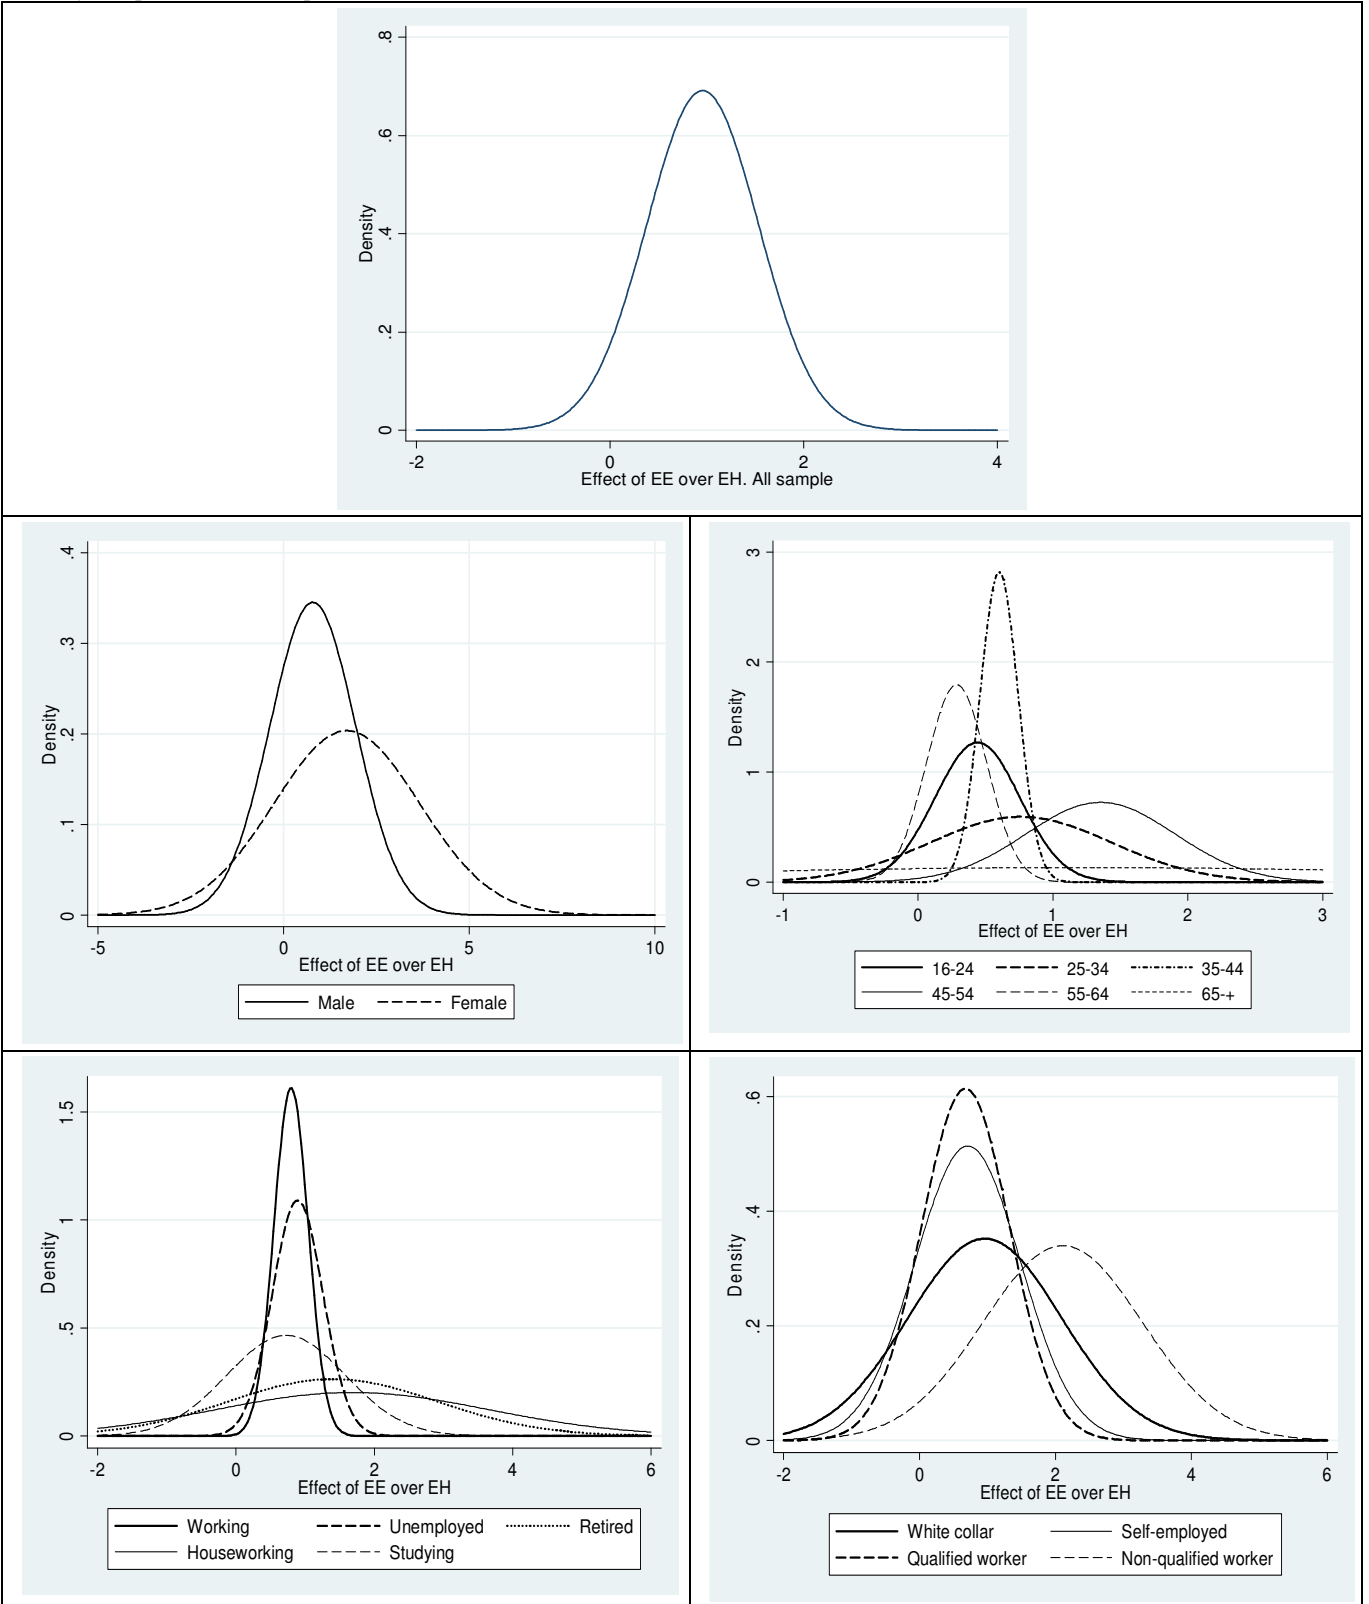 .8
.6
.4
.2
0
Density
-2 0 2 4
Effect of EE over EH. All sample
.4
.3
.2
.1
0
Density
-5 0 5 10
Effect of EE over EH
Male Female
3
2
1
0
Density
-1 0 1 2 3
Effect of EE over EH
16-24 25-34 35-44
45-54 55-64 65-+
1.5
1
.5
0
Density
-2 0 2 4 6
Effect of EE over EH
Working Unemployed Retired
Houseworking Studying
.6
.4
.2
0
Density
-2 0 2 4 6
Effect of EE over EH
White collar Self-employed
Qualified worker Non-qualified worker